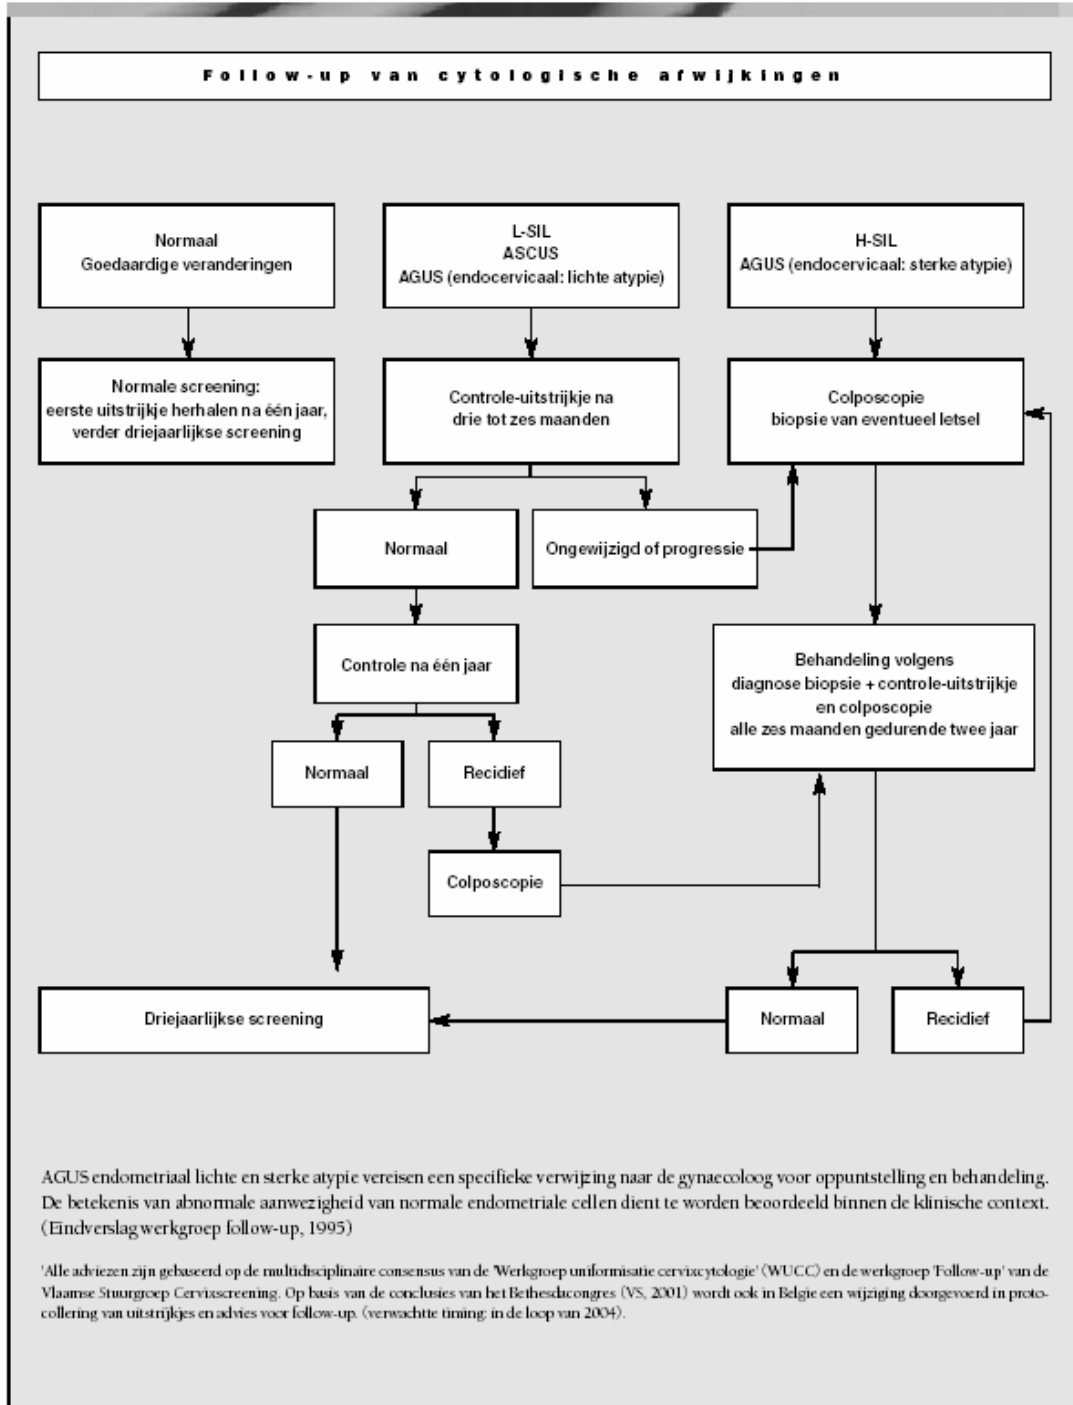 Follow-up van cytologische afwijkingen
Normaal
Goedaardige veranderingen
L-SIL
ASCUS
AGUS (endocervicaal: lichte atypie)
H-SIL
AGUS (endocervicaal: sterke atypie)
Normale screening:
eerste uitstrijkje herhalen na één jaar,
verder driejaarlijkse screening
Controle-uitstrijkje na
drie tot zes maanden
Colposcopie
biopsie van eventueel letsel
Normaal
Ongewijzigd of progressie
Controle na één jaar
Behandeling volgens
diagnose biopsie + controle-uitstrijkje
en colposcopie
alle zes maanden gedurende twee jaar
Normaal
Recidief
Colposcopie
Driejaarlijkse screening
Normaal
Recidief
AGUS endometriaal lichte en sterke atypie vereisen een specifieke verwijzing naar de gynaecoloog voor oppuntstelling en behandeling.
De betekenis van abnormale aanwezigheid van normale endometriale cellen dient te worden beoordeeld binnen de klinische context.
(Eindverslag werkgroep follow-up, 1995)
'Alle adviezen zijn gebaseerd op de multidisciplinaire consensus van de 'Werkgroep uniformisatie cervixcytologie' (WUCC) en de werkgroep 'Follow-up' van de
Vlaamse Stuurgroep Cervixscreening. Op basis van de conclusies van het Bethesdacongres (VS, 2001) wordt ook in Belgie een wijziging doorgevoerd in proto-
collering van uitstrijkjes en advies voor follow-up. (verwachtte timing: in de loop van 2004).